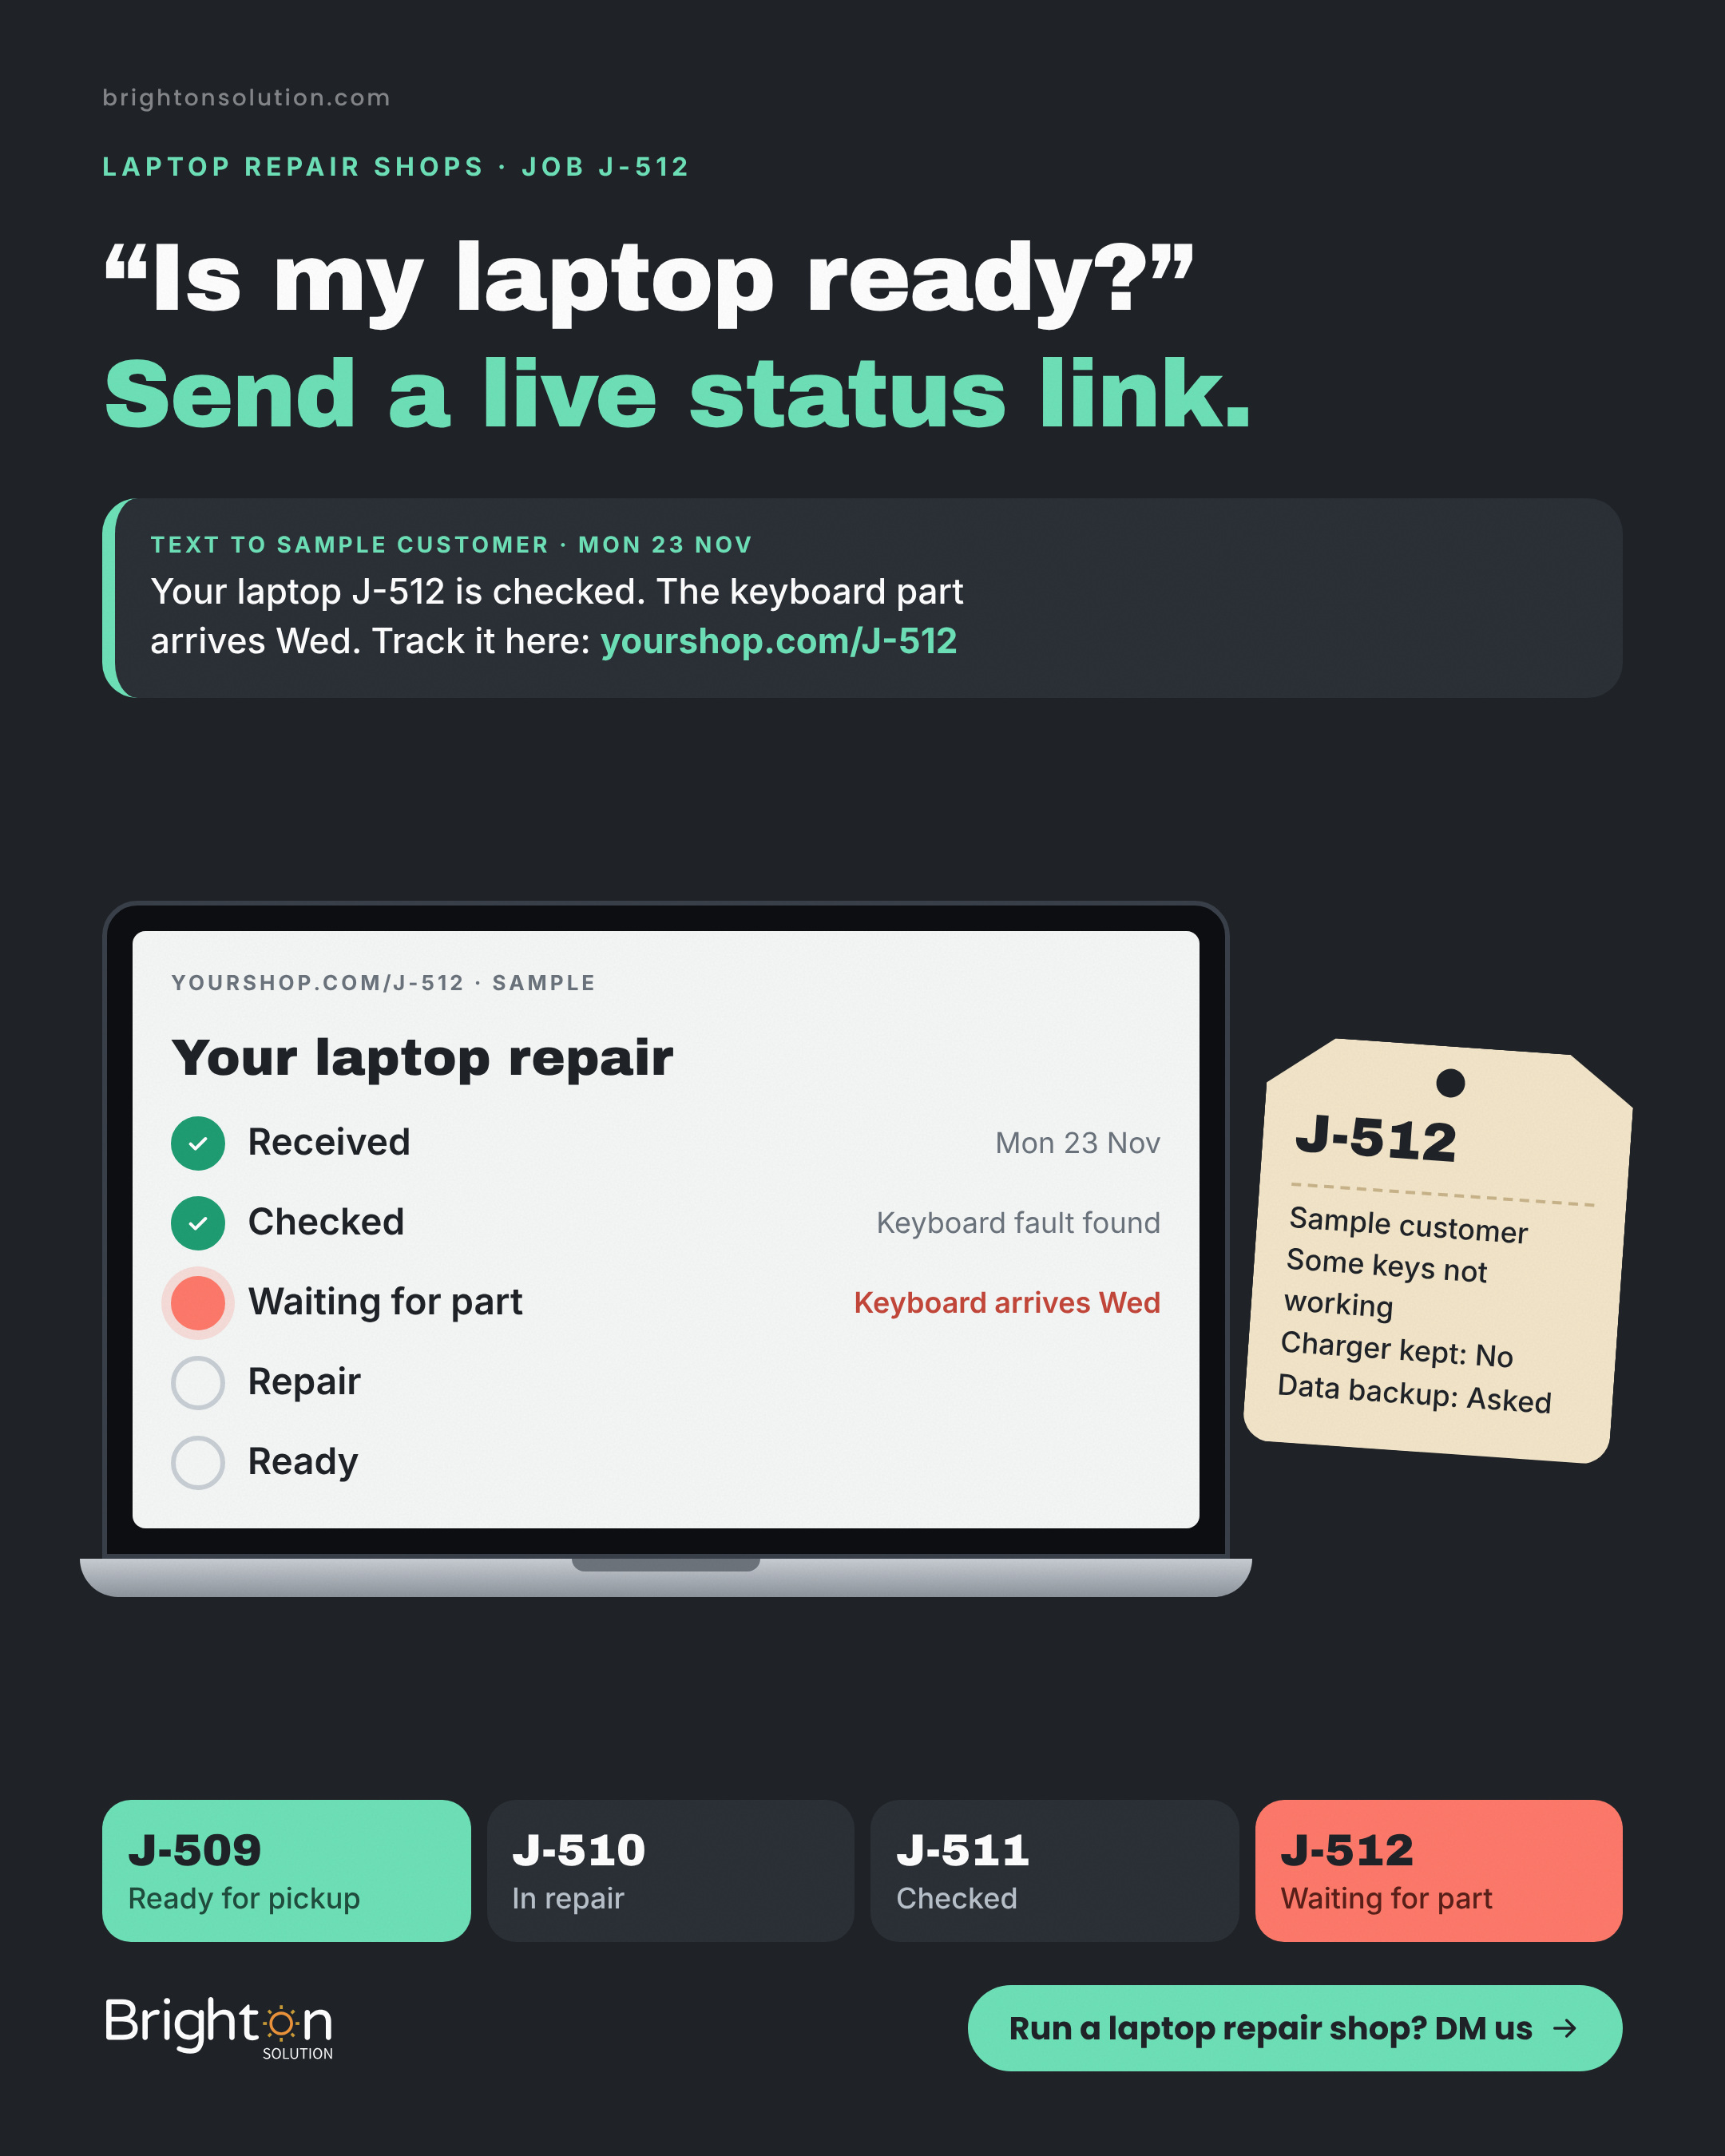 brightonsolution.com
LAPTOP REPAIR SHOPS · JOB J-512
“Is my laptop ready?”
Send a live status link.
TEXT TO SAMPLE CUSTOMER · MON 23 NOV
Your laptop J-512 is checked. The keyboard part
arrives Wed. Track it here: yourshop.com/J-512
YOURSHOP.COM/J-512 · SAMPLE
Your laptop repair
Received Mon 23 Nov
Checked Keyboard fault found
Waiting for part Keyboard arrives Wed
Repair
Ready
J-512
Sample customer
Some keys not
working
Charger kept: No
Data backup: Asked
J-509
Ready for pickup
J-510
In repair
J-511
Checked
J-512
Waiting for part
Brighton
SOLUTION
Run a laptop repair shop? DM us →